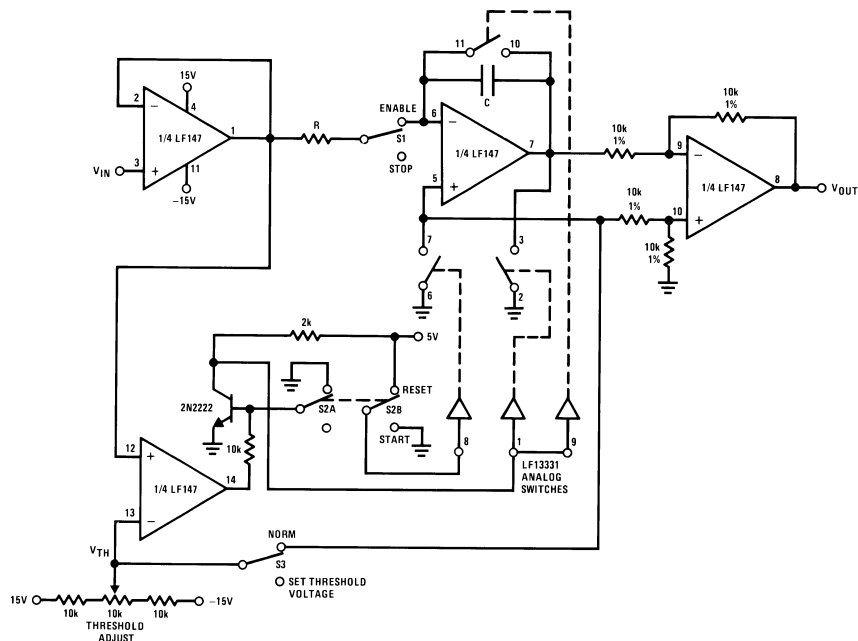 15V
4
2
−
1/4 LF147
1
VIN
3
+
11
−15V
R
ENABLE
S1
STOP
11
10
C
6
−
1/4 LF147
7
5
+
10k
1%
10k
1%
9
−
1/4 LF147
8
VOUT
10k
1%
10
+
10k
1%
7
6
3
2
2k
5V
2N2222
S2A
RESET
S2B
START
8
1
9
LF13331
ANALOG
SWITCHES
10k
12
+
1/4 LF147
14
13
−
VTH
NORM
S3
SET THRESHOLD
VOLTAGE
15V
10k
10k
10k
−15V
THRESHOLD
ADJUST